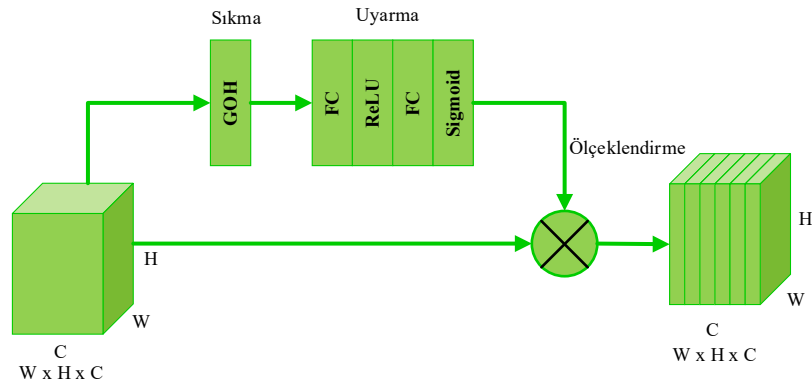 Sıkma
Uyarma
GOH
FC
ReLU
FC
Sigmoid
Ölçeklendirme
H
W
C
W x H x C
H
W
C
W x H x C